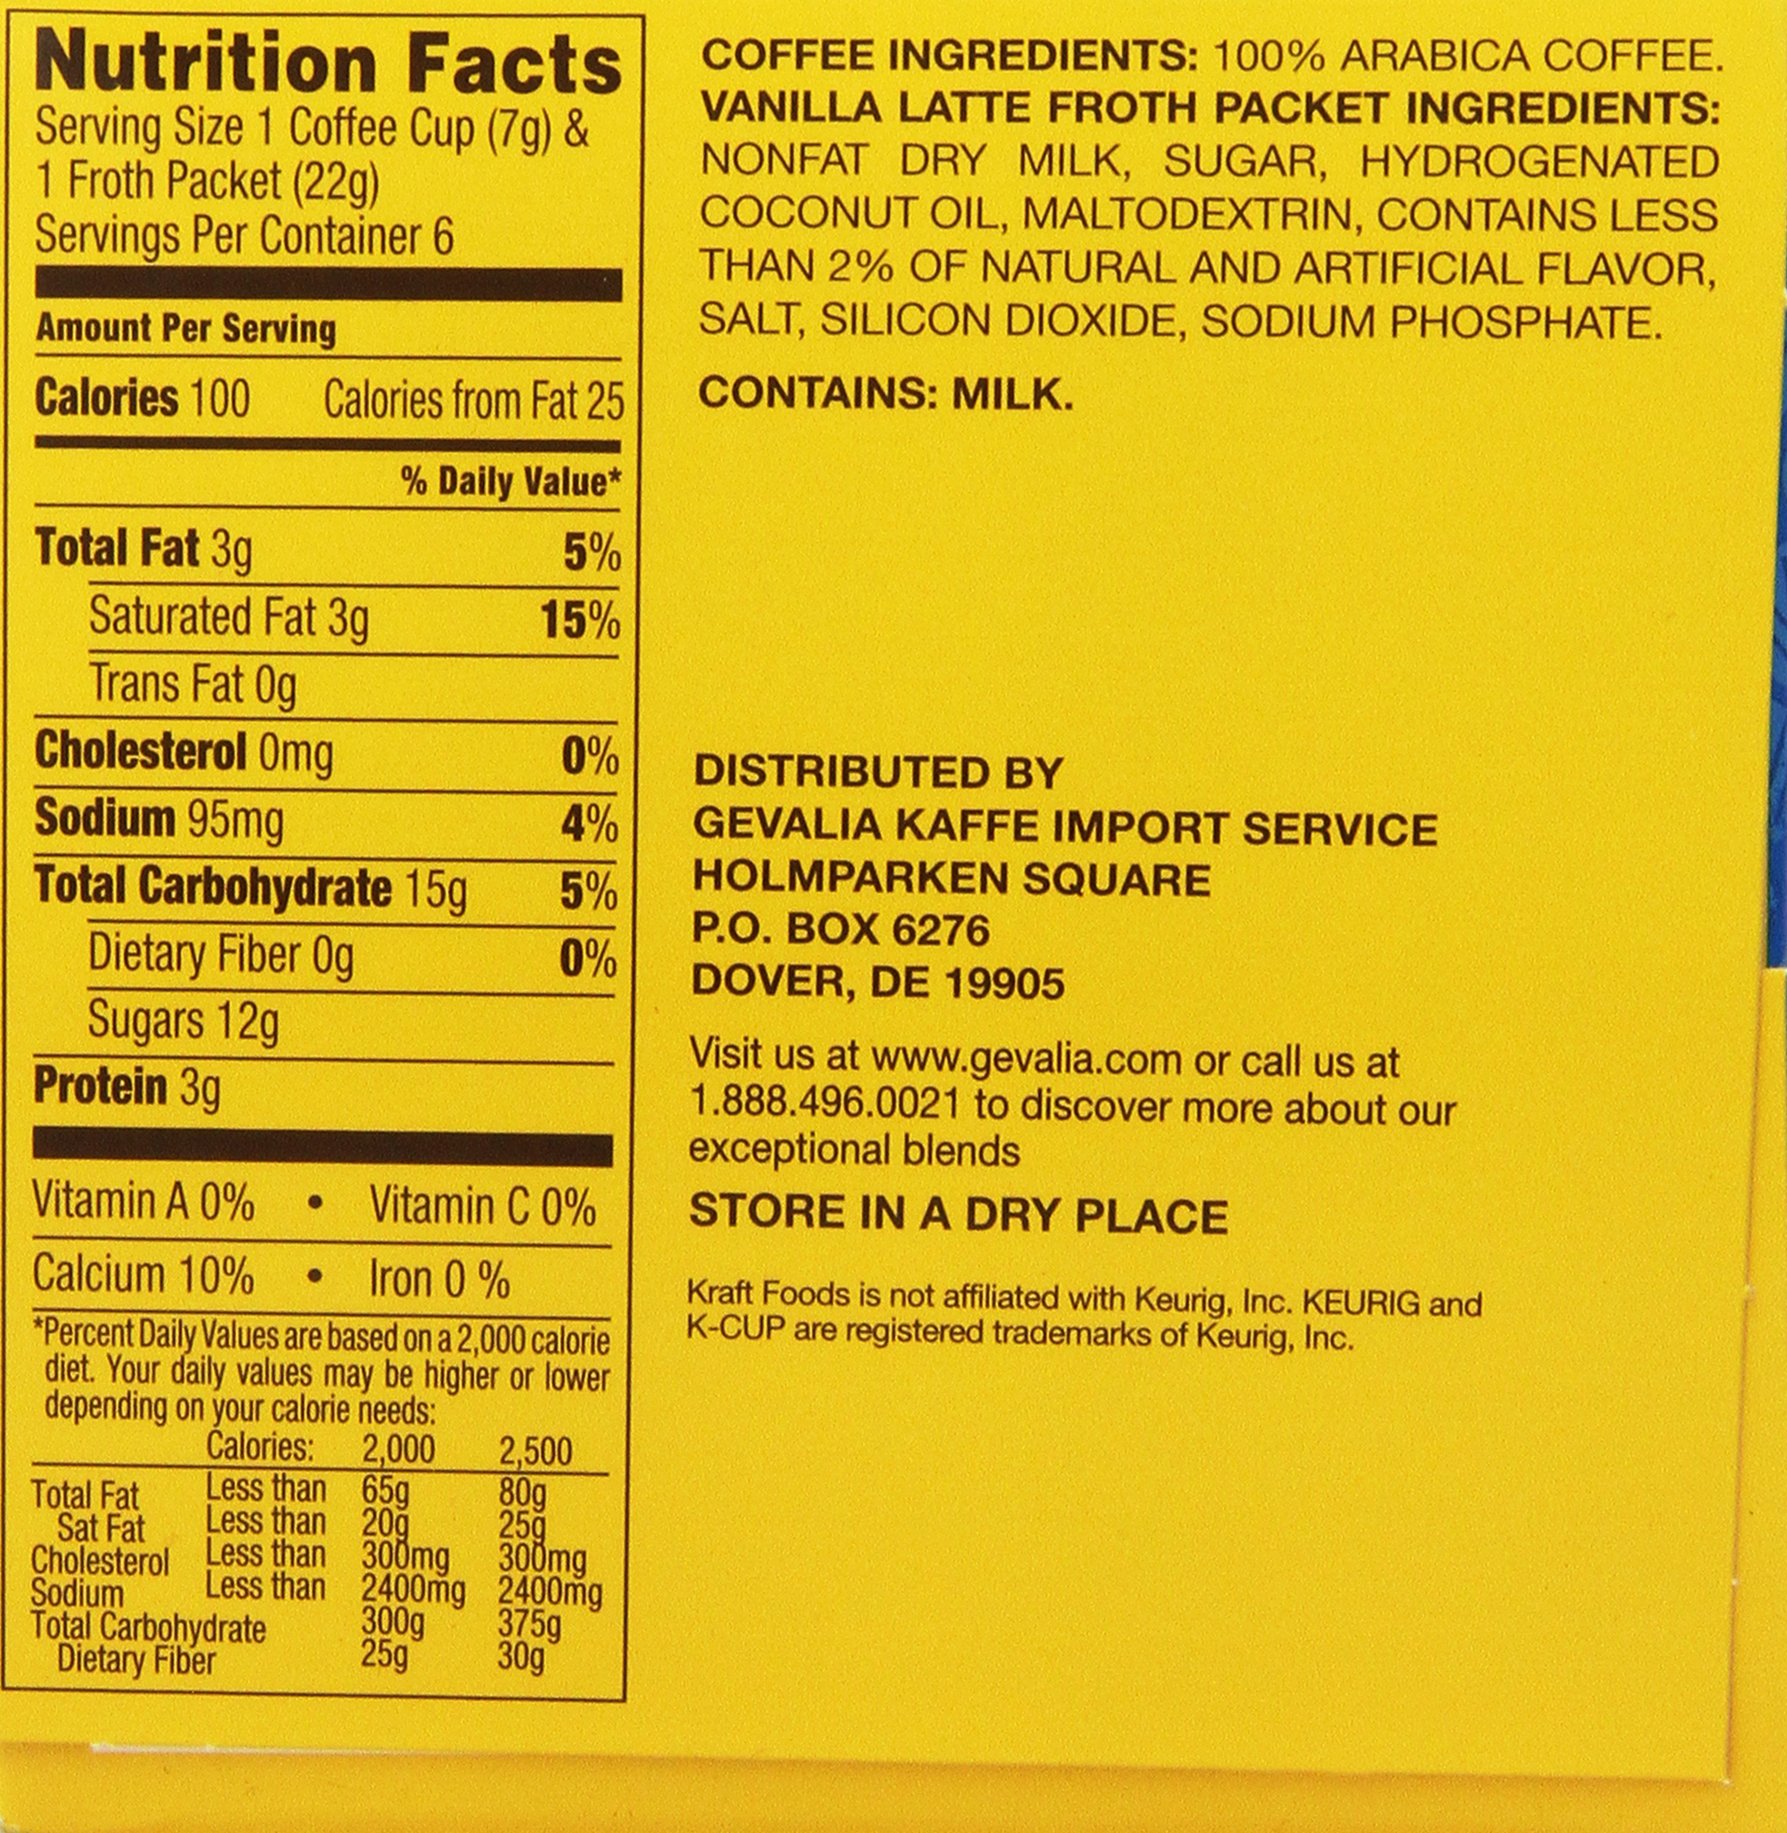 Nutrition Facts
Serving Size 1 Coffee Cup (7g) &
1 Froth Packet (22g)
Servings Per Container 6
Amount Per Serving
Calories 100 Calories from Fat 25
% Daily Value*
Total Fat 3g 5%
Saturated Fat 3g 15%
Trans Fat 0g
Cholesterol 0mg 0%
Sodium 95mg 4%
Total Carbohydrate 15g 5%
Dietary Fiber 0g 0%
Sugars 12g
Protein 3g
Vitamin A 0% • Vitamin C 0%
Calcium 10% • Iron 0 %
*Percent Daily Values are based on a 2,000 calorie
diet. Your daily values may be higher or lower
depending on your calorie needs:
Calories: 2,000 2,500
Total Fat Less than 65g 80g
Sat Fat Less than 20g 25g
Cholesterol Less than 300mg 300mg
Sodium Less than 2400mg 2400mg
Total Carbohydrate 300g 375g
Dietary Fiber 25g 30g
COFFEE INGREDIENTS: 100% ARABICA COFFEE.
VANILLA LATTE FROTH PACKET INGREDIENTS:
NONFAT DRY MILK, SUGAR, HYDROGENATED
COCONUT OIL, MALTODEXTRIN, CONTAINS LESS
THAN 2% OF NATURAL AND ARTIFICIAL FLAVOR,
SALT, SILICON DIOXIDE, SODIUM PHOSPHATE.
CONTAINS: MILK.
DISTRIBUTED BY
GEVALIA KAFFE IMPORT SERVICE
HOLMPARKEN SQUARE
P.O. BOX 6276
DOVER, DE 19905
Visit us at www.gevalia.com or call us at
1.888.496.0021 to discover more about our
exceptional blends
STORE IN A DRY PLACE
Kraft Foods is not affiliated with Keurig, Inc. KEURIG and
K-CUP are registered trademarks of Keurig, Inc.